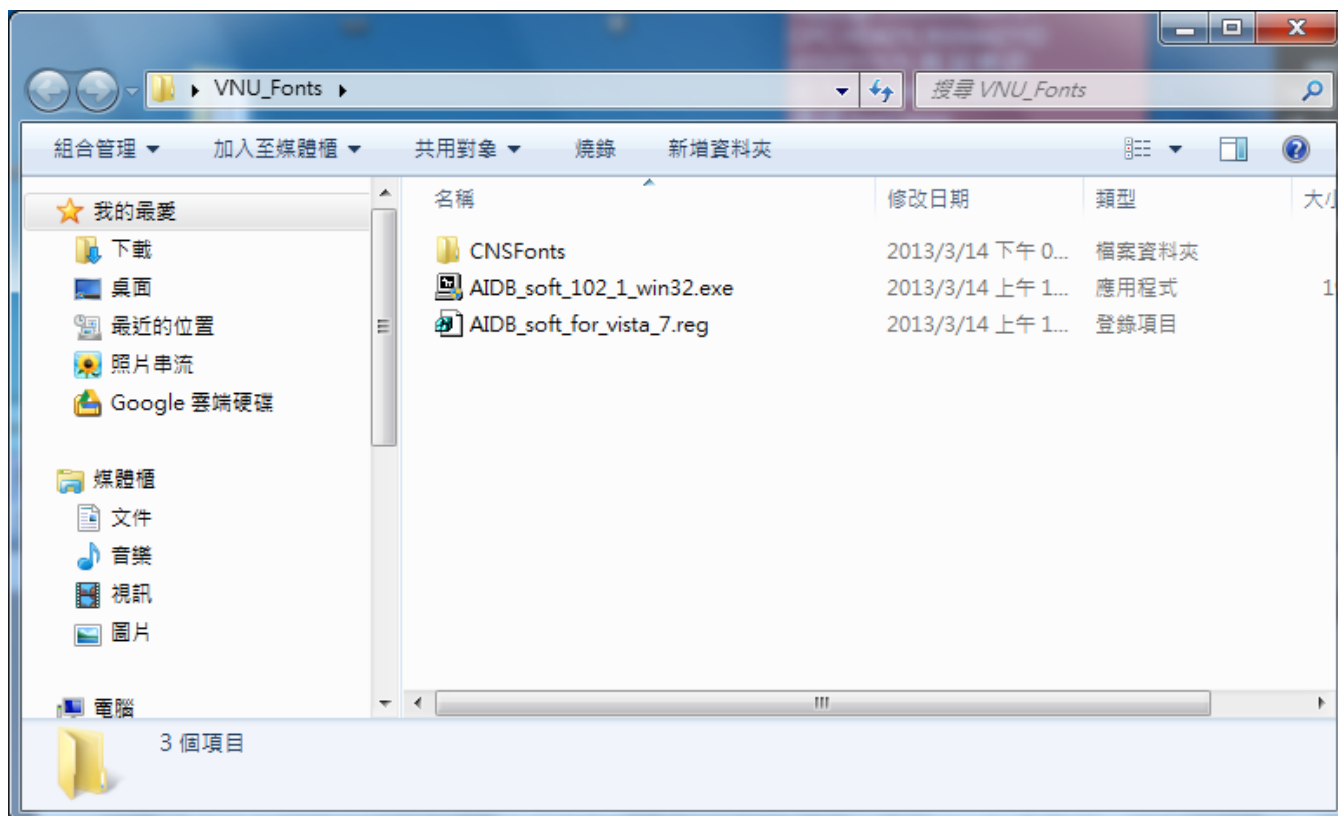 VNU_Fonts
搜尋 VNU_Fonts
組合管理 加入至媒體櫃 共用對象 燒錄 新增資料夾
我的最愛
下載
桌面
最近的位置
照片串流
Google 雲端硬碟
媒體櫃
文件
音樂
視訊
圖片
電腦
名稱 修改日期 類型 大小
CNSFonts 2013/3/14 下午 0... 檔案資料夾
AIDB_soft_102_1_win32.exe 2013/3/14 上午 1... 應用程式 1
AIDB_soft_for_vista_7.reg 2013/3/14 上午 1... 登錄項目
3 個項目